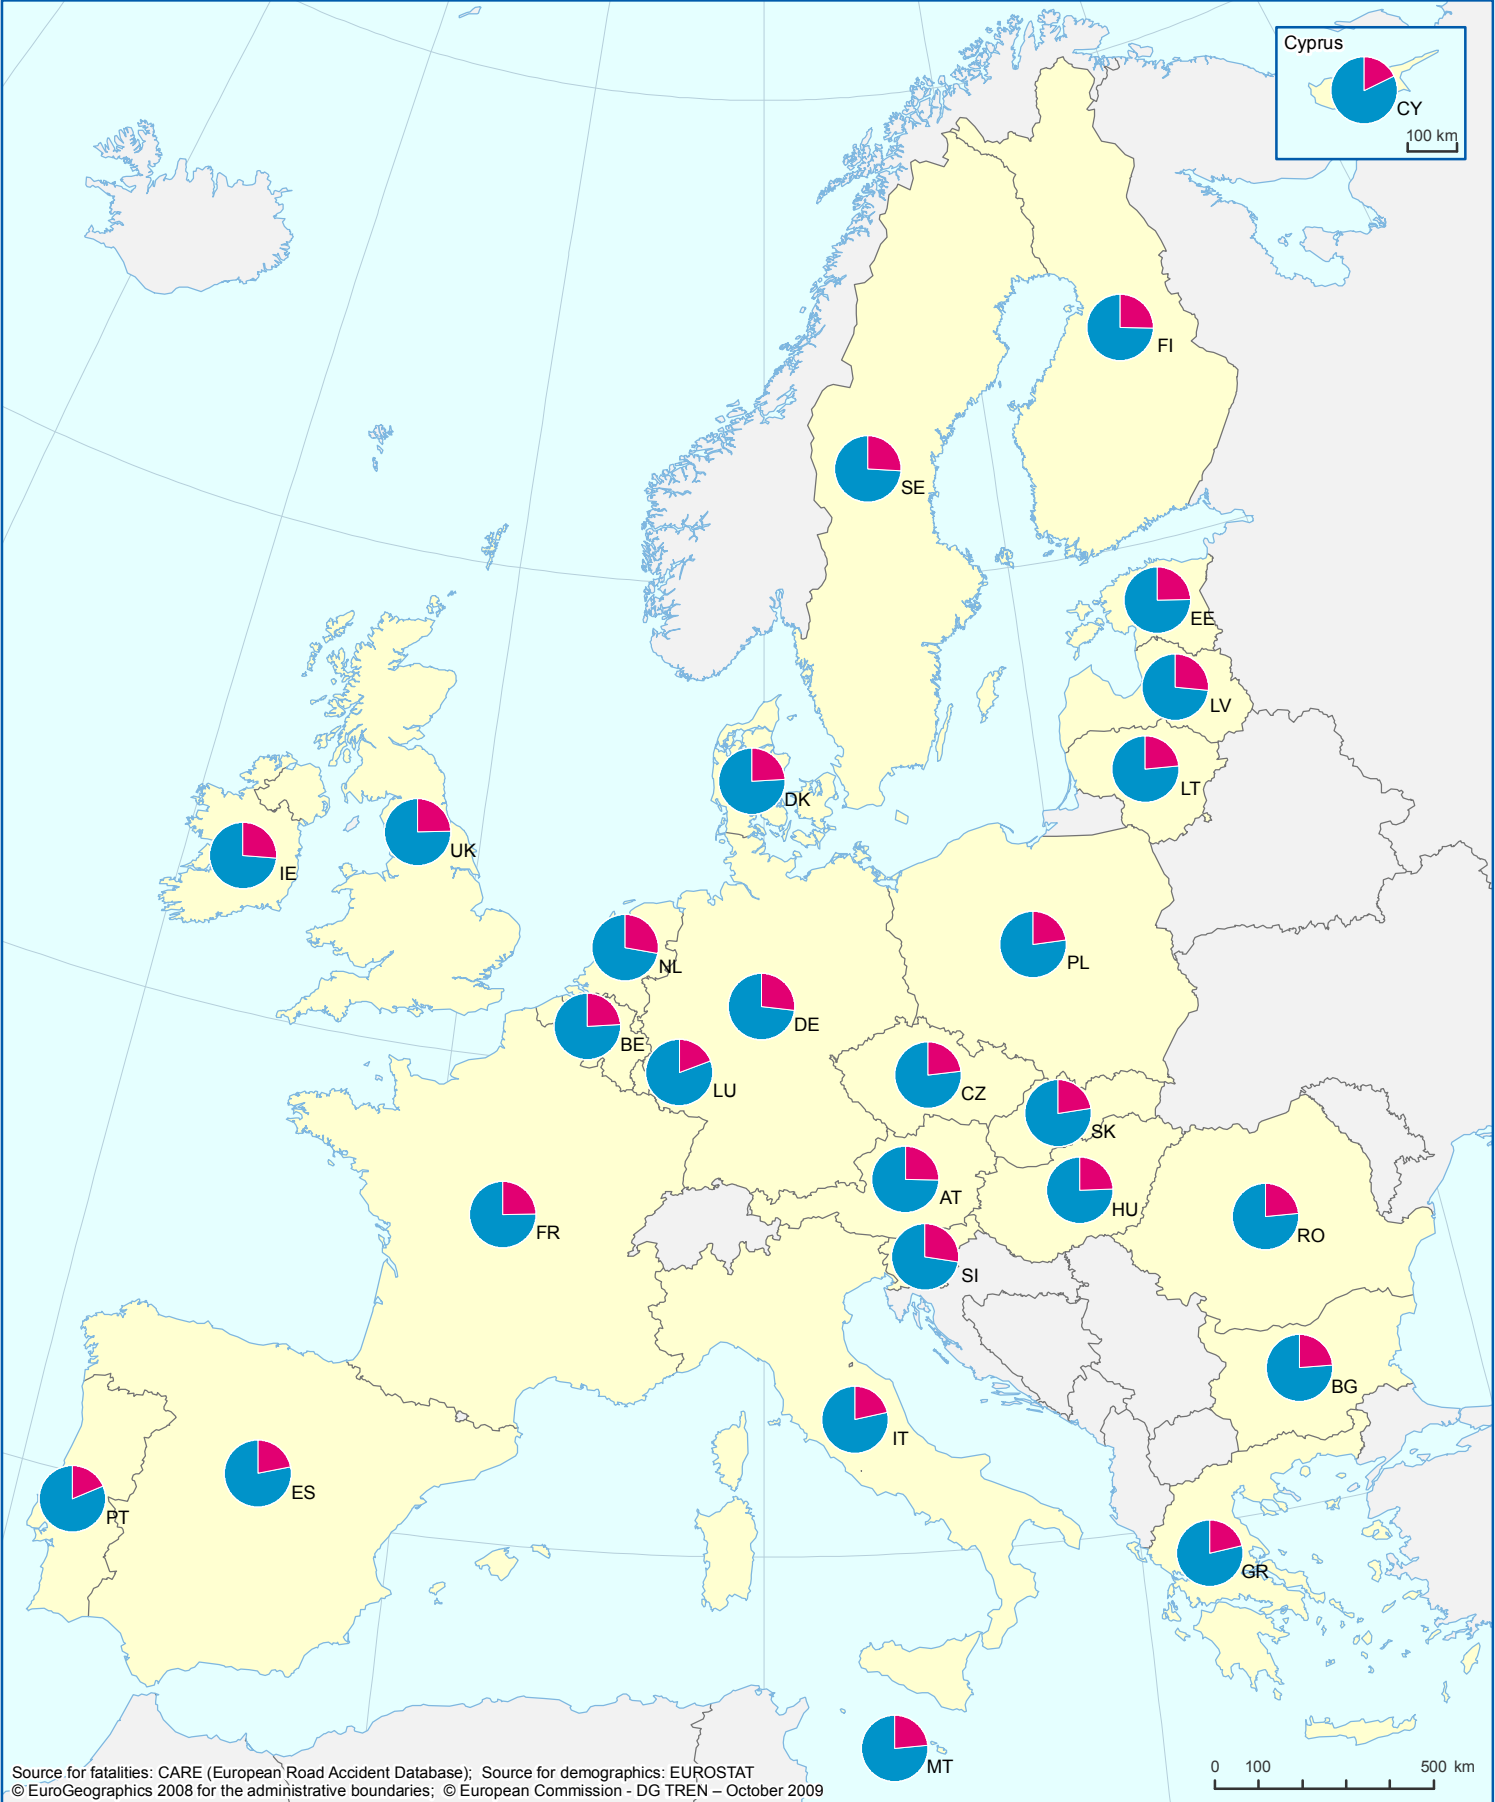 Cyprus
CY
100 km
FI
SE
EE
LV
LT
DK
UK
IE
NL
PL
DE
BE
LU
CZ
SK
AT
HU
FR
RO
SI
BG
IT
ES
PT
GR
MT
Source for fatalities: CARE (European Road Accident Database);  Source for demographics: EUROSTAT
© EuroGeographics 2008 for the administrative boundaries;  © European Commission - DG TREN – October 2009
0 100 500 km